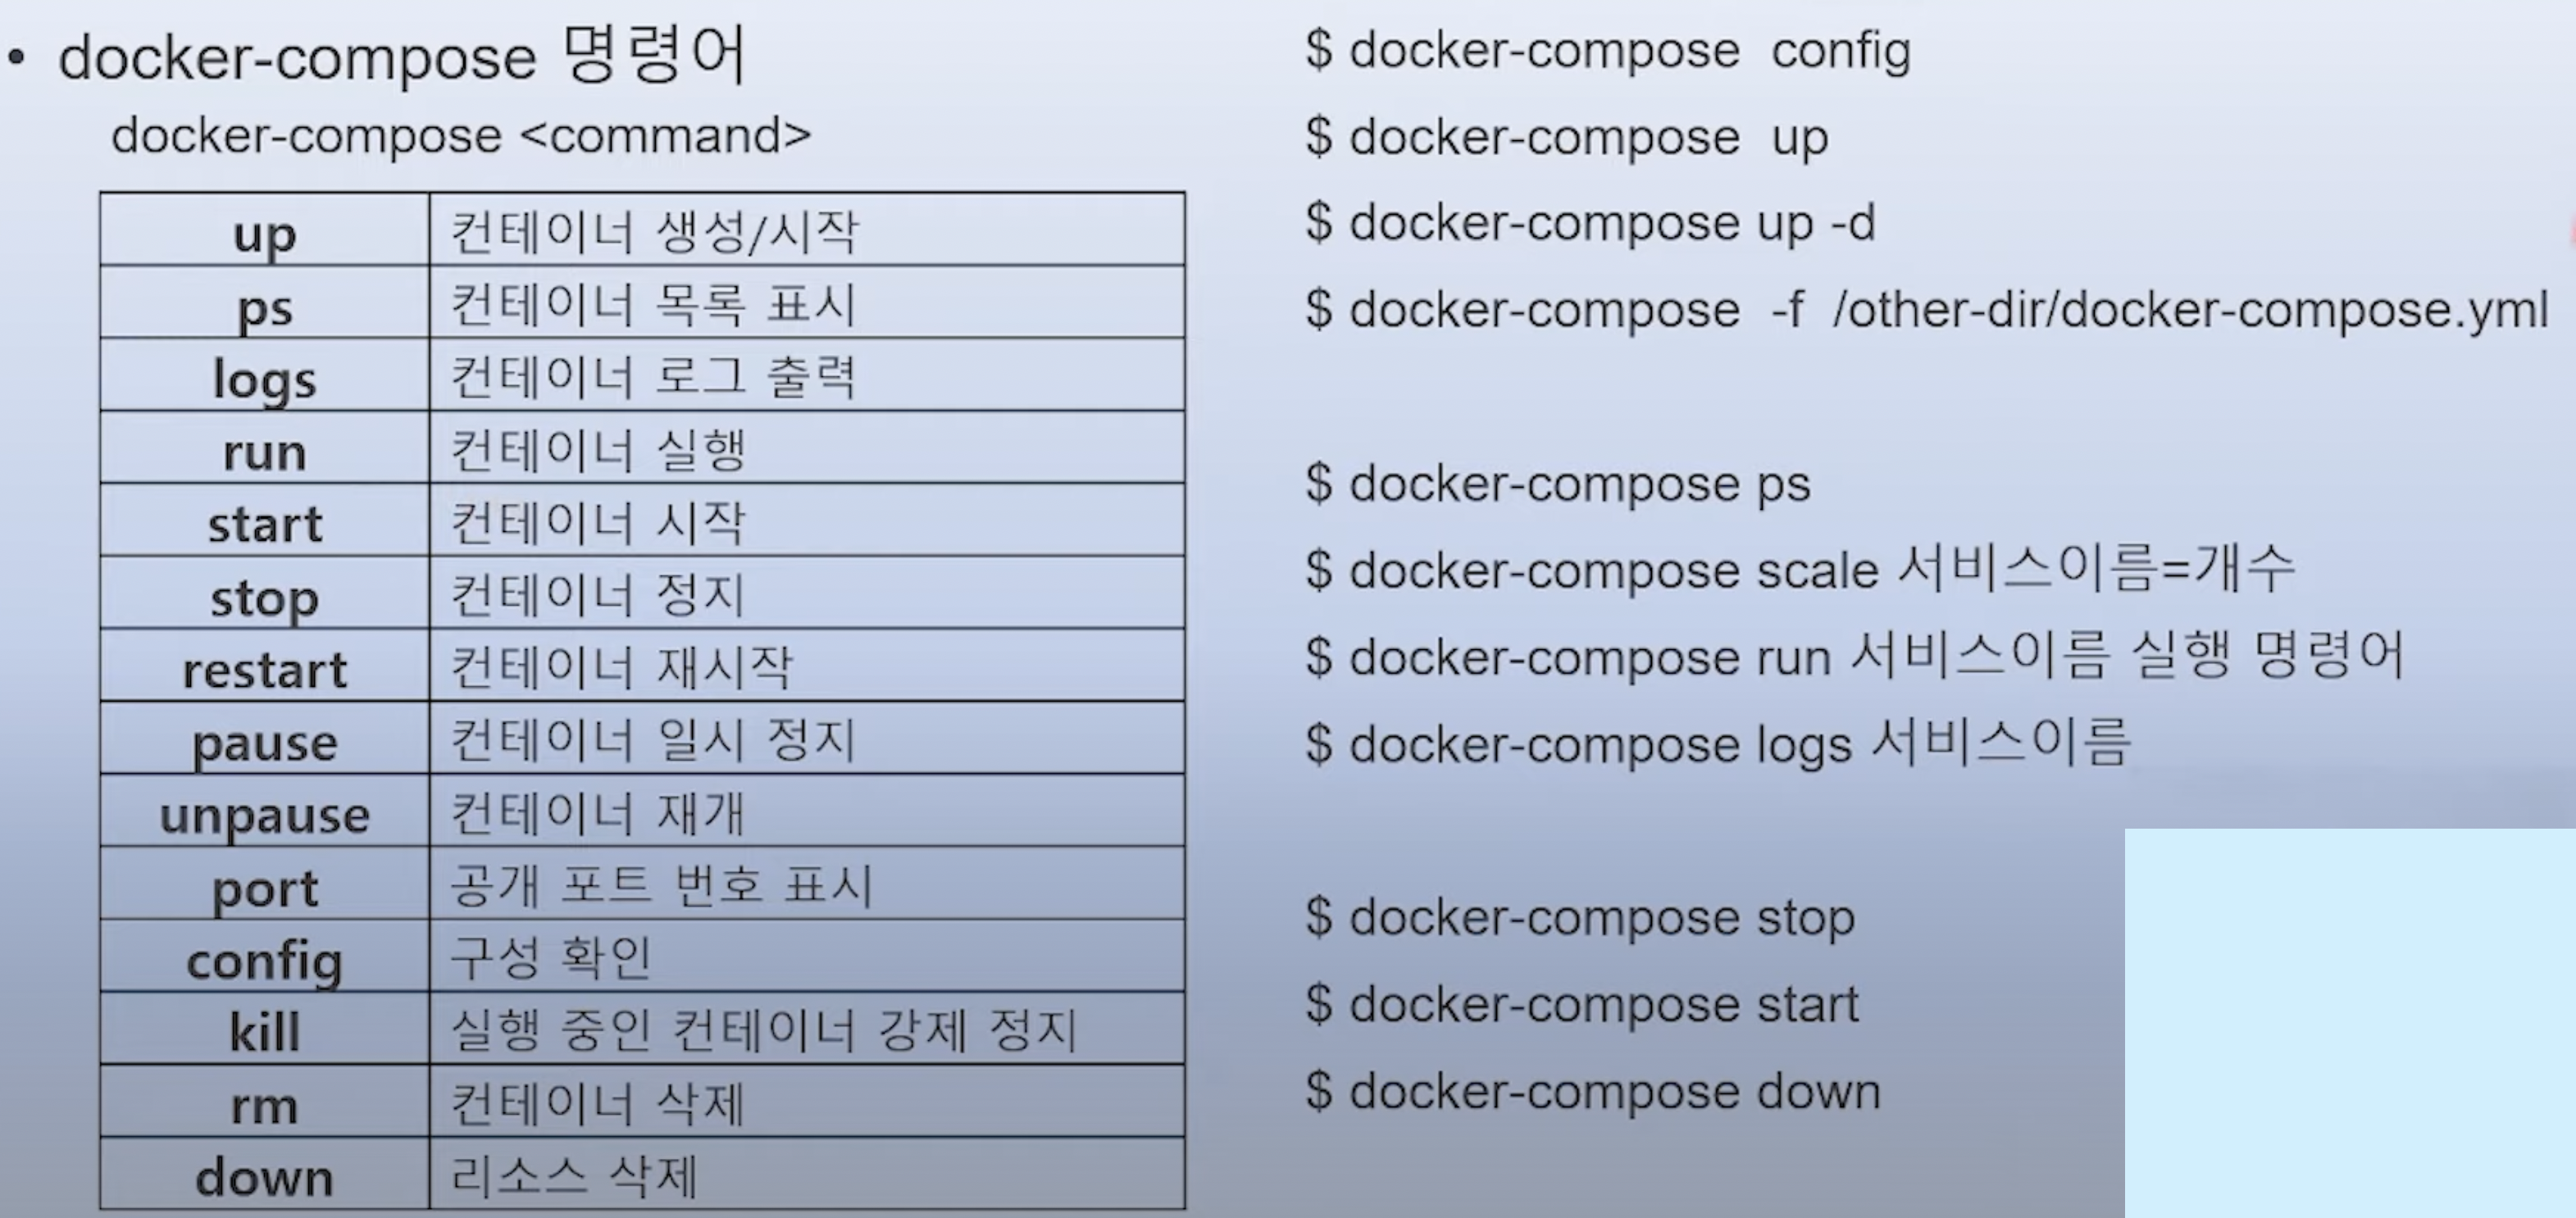 • docker-compose 명령어
docker-compose <command>
up 컨테이너 생성/시작
ps 컨테이너 목록 표시
logs 컨테이너 로그 출력
run 컨테이너 실행
start 컨테이너 시작
stop 컨테이너 정지
restart 컨테이너 재시작
pause 컨테이너 일시 정지
unpause 컨테이너 재개
port 공개 포트 번호 표시
config 구성 확인
kill 실행 중인 컨테이너 강제 정지
rm 컨테이너 삭제
down 리소스 삭제
$ docker-compose config
$ docker-compose up
$ docker-compose up -d
$ docker-compose -f /other-dir/docker-compose.yml
$ docker-compose ps
$ docker-compose scale 서비스이름=개수
$ docker-compose run 서비스이름 실행 명령어
$ docker-compose logs 서비스이름
$ docker-compose stop
$ docker-compose start
$ docker-compose down